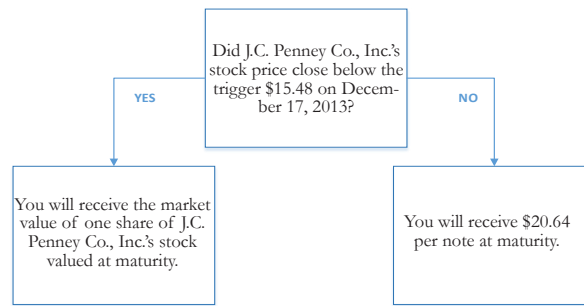 Did J.C. Penney Co., Inc.'s
stock price close below the
trigger $15.48 on Decem-
ber 17, 2013?
YES
NO
You will receive the market
value of one share of J.C.
Penney Co., Inc.'s stock
valued at maturity.
You will receive $20.64
per note at maturity.